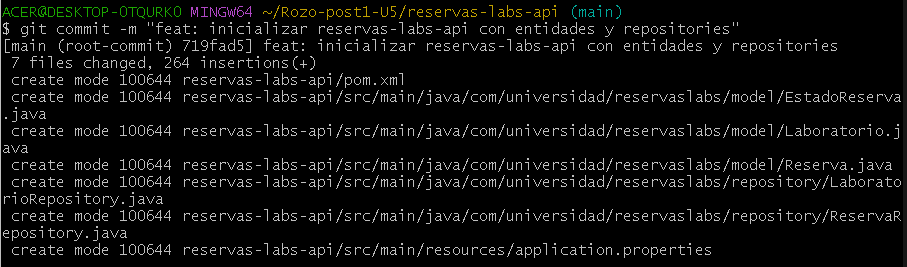 ACER@DESKTOP-OTQURKO MINGW64 ~/Rozo-post1-U5/reservas-labs-api (main)
$ git commit -m "feat: inicializar reservas-labs-api con entidades y repositories"
[main (root-commit) 719fad5] feat: inicializar reservas-labs-api con entidades y repositories
 7 files changed, 264 insertions(+)
 create mode 100644 reservas-labs-api/pom.xml
 create mode 100644 reservas-labs-api/src/main/java/com/universidad/reservaslabs/model/EstadoReserva
.java
 create mode 100644 reservas-labs-api/src/main/java/com/universidad/reservaslabs/model/Laboratorio.j
ava
 create mode 100644 reservas-labs-api/src/main/java/com/universidad/reservaslabs/model/Reserva.java
 create mode 100644 reservas-labs-api/src/main/java/com/universidad/reservaslabs/repository/Laborato
rioRepository.java
 create mode 100644 reservas-labs-api/src/main/java/com/universidad/reservaslabs/repository/ReservaR
epository.java
 create mode 100644 reservas-labs-api/src/main/resources/application.properties